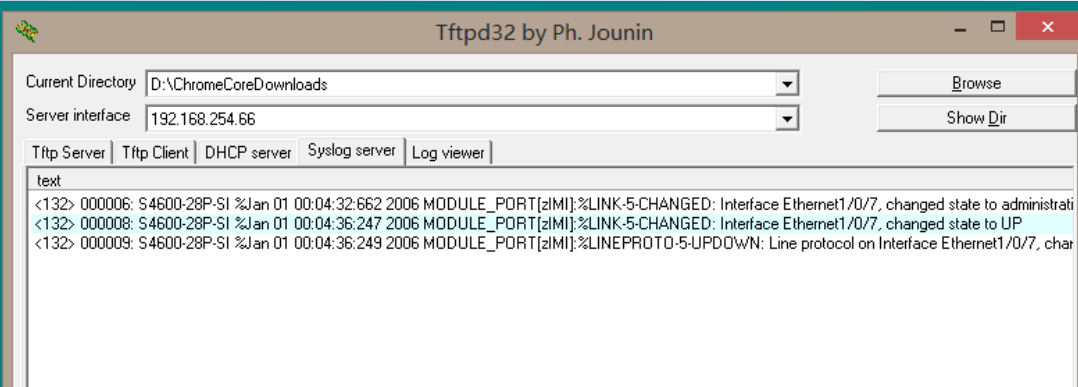 Tftpd32 by Ph. Jounin
Current Directory D:\ChromeCoreDownloads Browse
Server interface 192.168.254.66 Show Dir
Tftp Server Tftp Client DHCP server Syslog server Log viewer
text
<132> 000006: S4600-28P-SI %Jan 01 00:04:32:662 2006 MODULE_PORT[zIMI]:%LINK-5-CHANGED: Interface Ethernet1/0/7, changed state to administrati
<132> 000008: S4600-28P-SI %Jan 01 00:04:36:247 2006 MODULE_PORT[zIMI]:%LINK-5-CHANGED: Interface Ethernet1/0/7, changed state to UP
<132> 000009: S4600-28P-SI %Jan 01 00:04:36:249 2006 MODULE_PORT[zIMI]:%LINEPROTO-5-UPDOWN: Line protocol on Interface Ethernet1/0/7, char